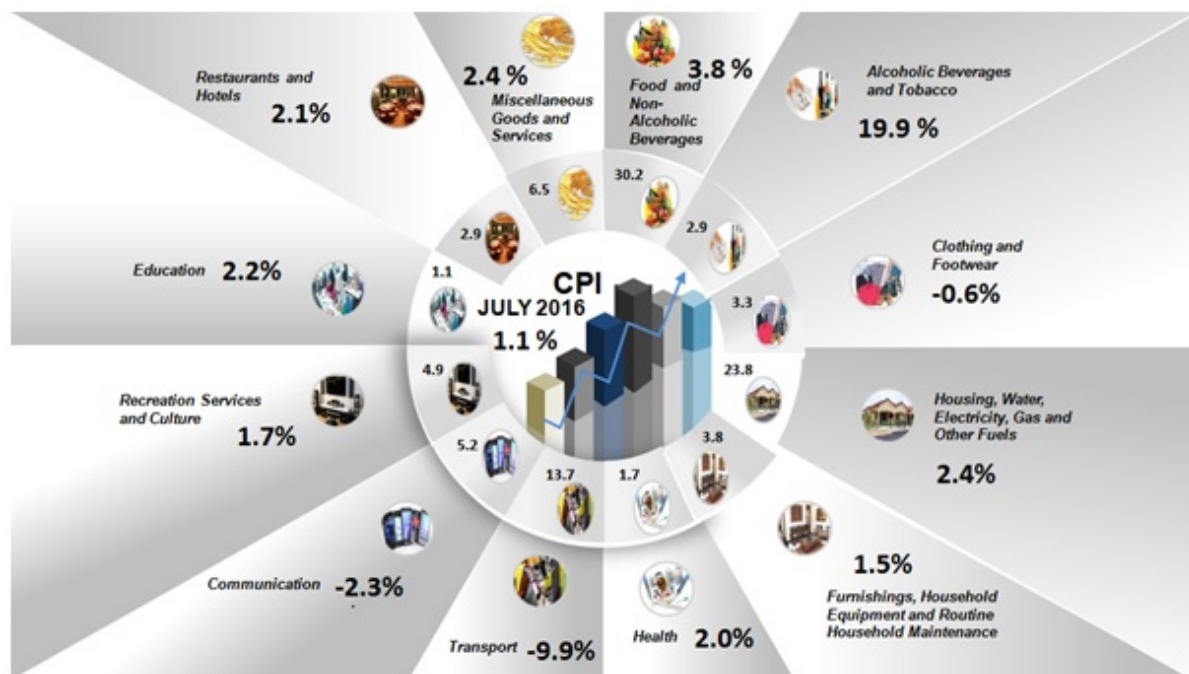 2.4 %
Miscellaneous
Goods and
Services
3.8 %
Food and
Non-
Alcoholic
Beverages
Alcoholic Beverages
and Tobacco
19.9 %
Restaurants and
Hotels
2.1%
6.5
30.2
2.9
2.9
Clothing and
Footwear
-0.6%
Education 2.2%
1.1
3.3
CPI
JULY 2016
1.1 %
Recreation Services
and Culture
1.7%
4.9
23.8
Housing, Water,
Electricity, Gas and
Other Fuels
2.4%
5.2
13.7
1.7
3.8
Communication -2.3%
1.5%
Furnishings, Household
Equipment and Routine
Household Maintenance
Transport -9.9%
Health 2.0%